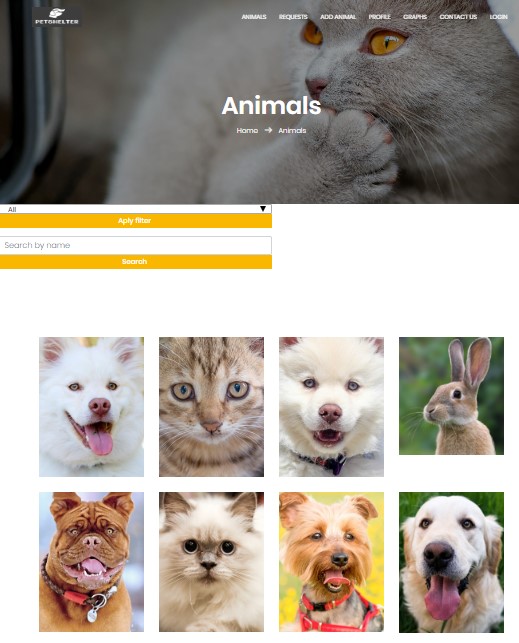 PETSHELTER
ANIMALS REQUESTS ADD ANIMAL PROFILE GRAPHS CONTACT US LOGIN
Animals
Home ➔ Animals
All
Aply filter
Search by name
Search